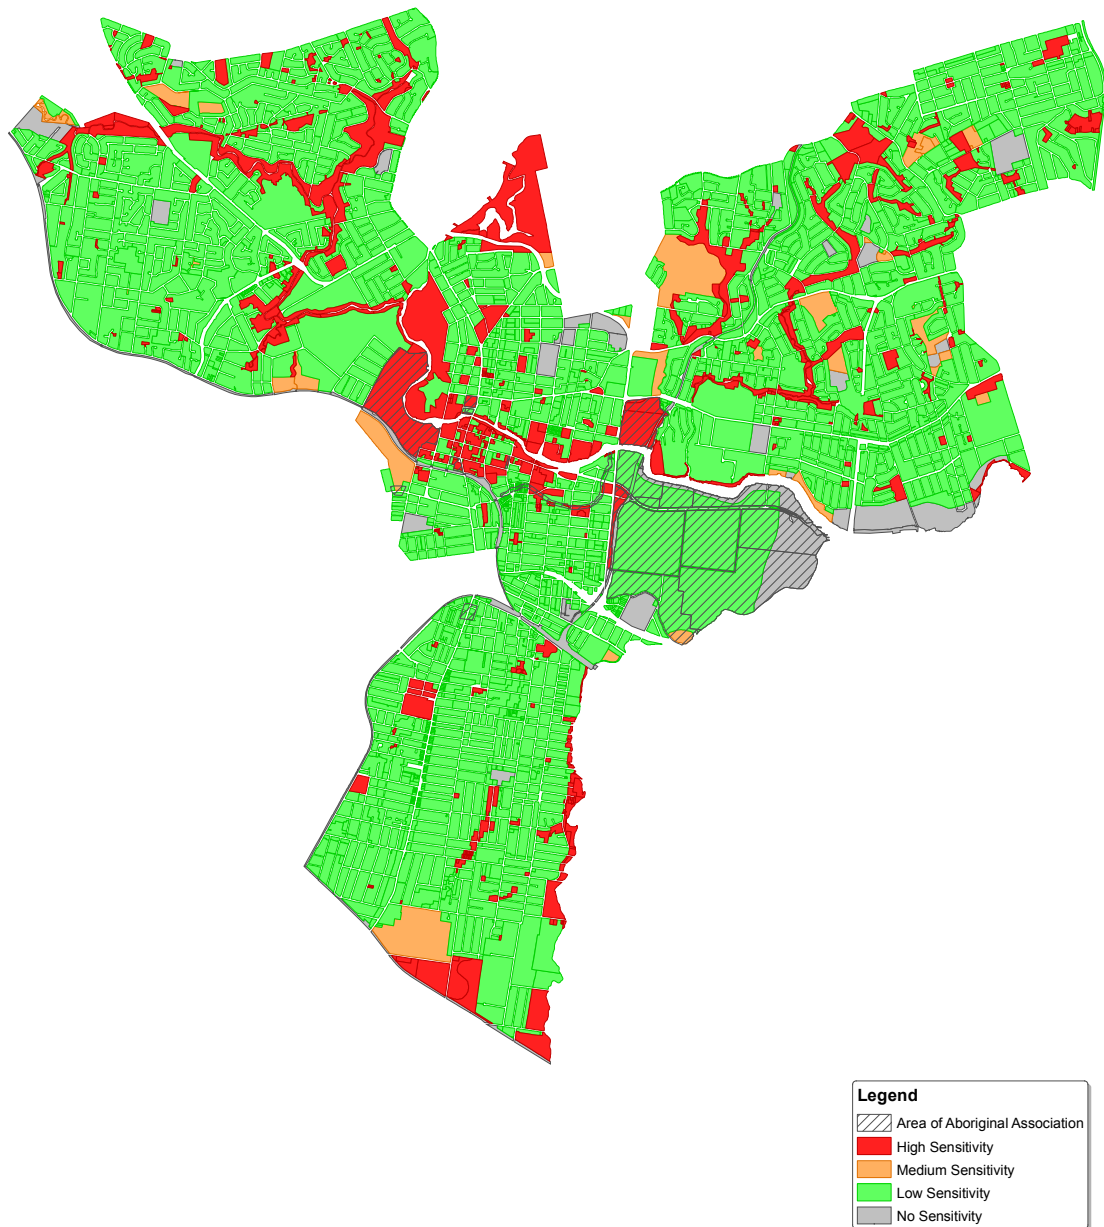 Legend
Area of Aboriginal Association
High Sensitivity
Medium Sensitivity
Low Sensitivity
No Sensitivity